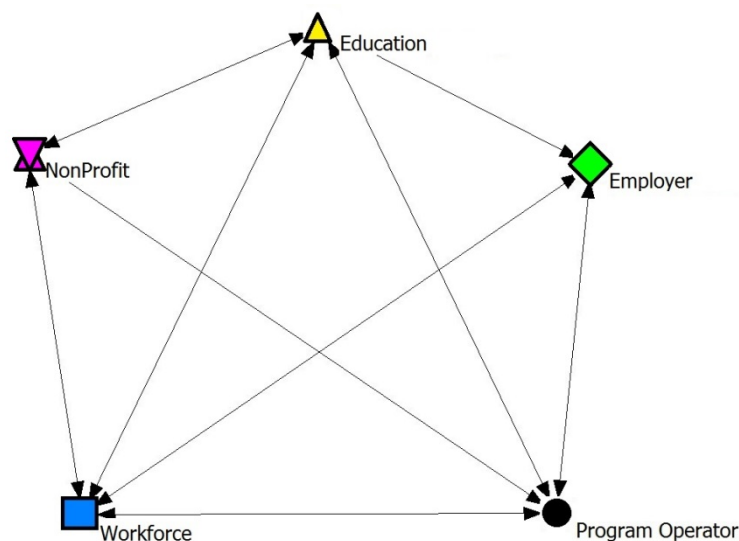 Education
NonProfit
Employer
Workforce
Program Operator